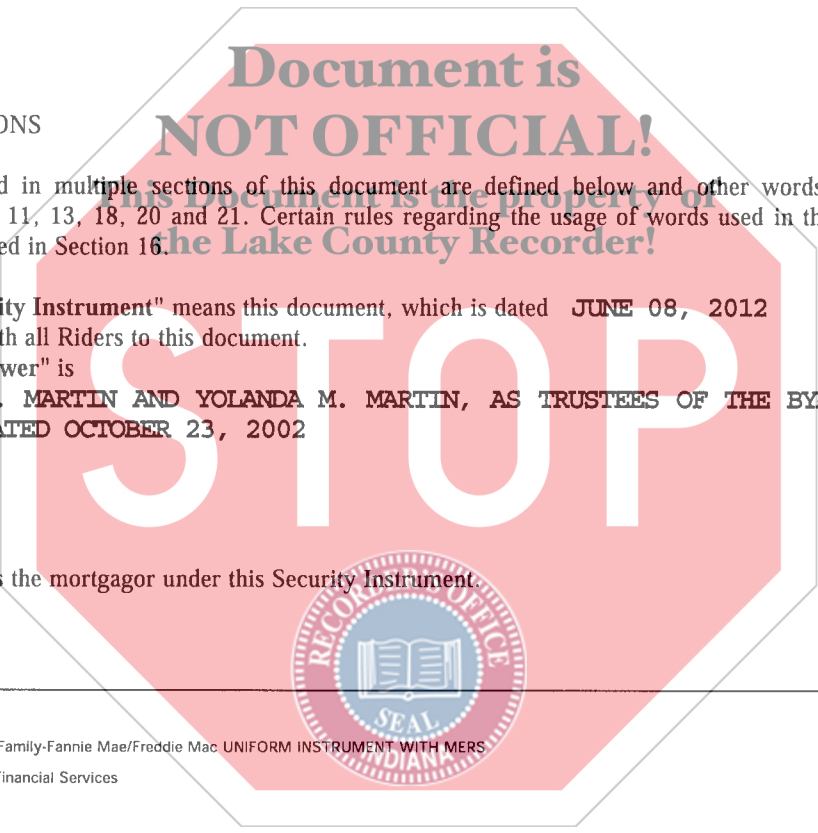 Document is
NOT OFFICIAL!
This Document is the property of
the Lake County Recorder!
ONS
d in multiple sections of this document are defined below and other words
11, 13, 18, 20 and 21. Certain rules regarding the usage of words used in th
ed in Section 16.
ity Instrument" means this document, which is dated JUNE 08, 2012
th all Riders to this document.
wer" is
. MARTIN AND YOLANDA M. MARTIN, AS TRUSTEES OF THE BY
ATED OCTOBER 23, 2002
STOP
s the mortgagor under this Security Instrument.
RECORDER'S OFFICE
SEAL
INDIANA
Family-Fannie Mae/Freddie Mac UNIFORM INSTRUMENT WITH MERS
Financial Services